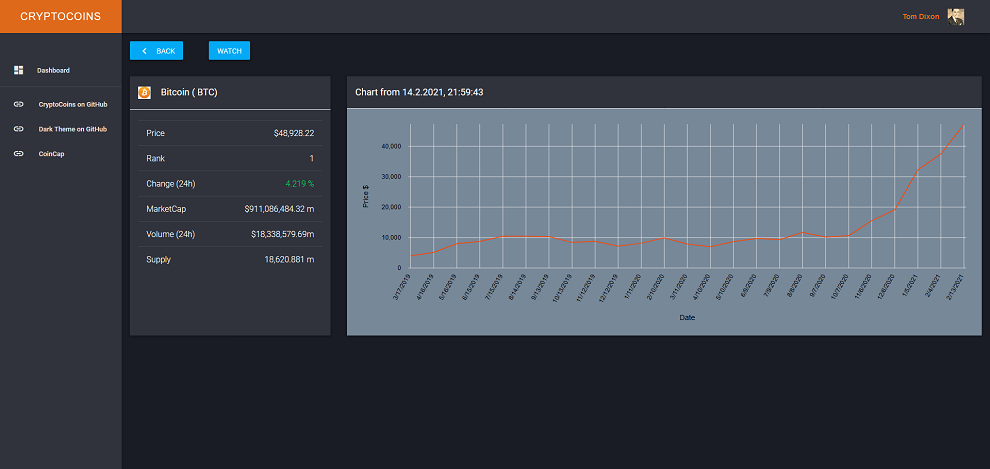 CRYPTOCOINS
Tom Dixon
BACK WATCH
Dashboard
CryptoCoins on GitHub
Dark Theme on GitHub
CoinCap
Bitcoin ( BTC)
Price $48,928.22
Rank 1
Change (24h) 4.219 %
MarketCap $911,086,484.32 m
Volume (24h) $18,338,579.69m
Supply 18,620.881 m
Chart from 14.2.2021, 21:59:43
Price $
40,000
30,000
20,000
10,000
0
3/17/2019 4/16/2019 5/16/2019 6/15/2019 7/15/2019 8/14/2019 9/13/2019 10/13/2019 11/12/2019 12/12/2019 1/11/2020 2/10/2020 3/11/2020 4/10/2020 5/10/2020 6/9/2020 7/9/2020 8/8/2020 9/7/2020 10/7/2020 11/6/2020 12/6/2020 1/5/2021 2/4/2021 2/13/2021
Date